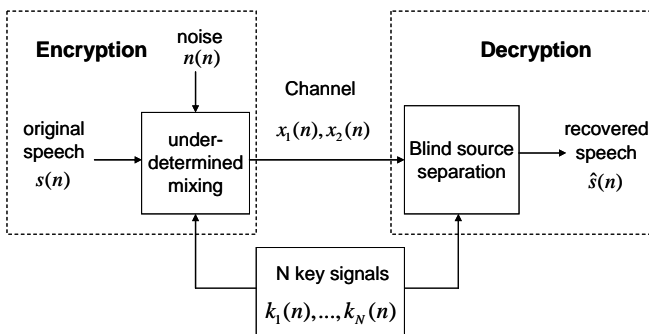 Encryption
noise
n(n)
Decryption
Channel
original
speech
s(n)
under-
determined
mixing
x₁(n), x₂(n)
Blind source
separation
recovered
speech
ŝ(n)
N key signals
k₁(n),...,k_N(n)